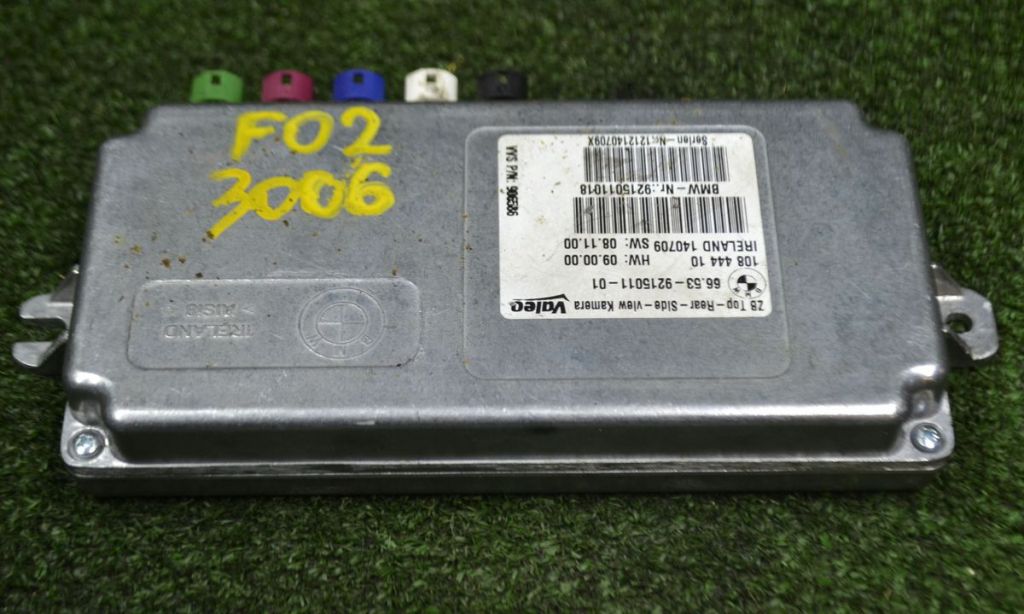 F02
3006
Valeo
ZB Top-Rear-Side-view Kamera
66.53-9215011-01
108 444 10 HW: 09.00.00
IRELAND 140709 SW: 08.11.00
BMW-Nr.:9215011018
Serien-Nr:1212140709X
VVS P/N:
BMW
IRELAND